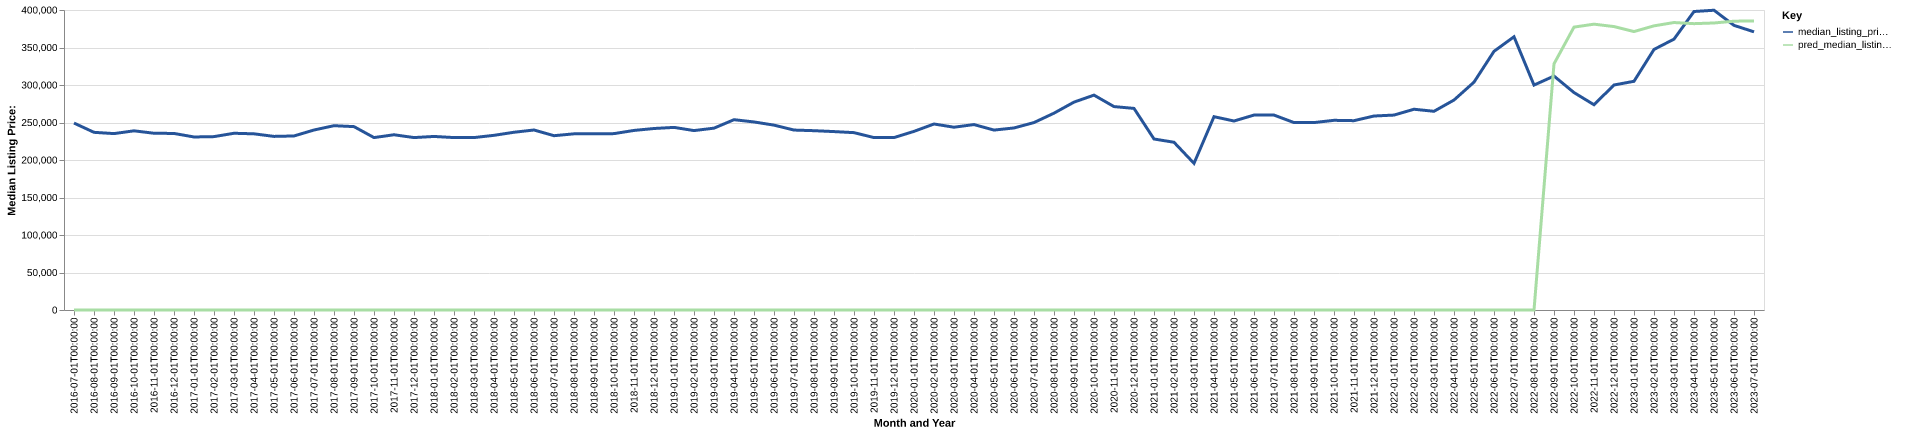 400,000
350,000
300,000
250,000
200,000
150,000
100,000
50,000
0
Median Listing Price:
2016-07-01T00:00:00
2016-08-01T00:00:00
2016-09-01T00:00:00
2016-10-01T00:00:00
2016-11-01T00:00:00
2016-12-01T00:00:00
2017-01-01T00:00:00
2017-02-01T00:00:00
2017-03-01T00:00:00
2017-04-01T00:00:00
2017-05-01T00:00:00
2017-06-01T00:00:00
2017-07-01T00:00:00
2017-08-01T00:00:00
2017-09-01T00:00:00
2017-10-01T00:00:00
2017-11-01T00:00:00
2017-12-01T00:00:00
2018-01-01T00:00:00
2018-02-01T00:00:00
2018-03-01T00:00:00
2018-04-01T00:00:00
2018-05-01T00:00:00
2018-06-01T00:00:00
2018-07-01T00:00:00
2018-08-01T00:00:00
2018-09-01T00:00:00
2018-10-01T00:00:00
2018-11-01T00:00:00
2018-12-01T00:00:00
2019-01-01T00:00:00
2019-02-01T00:00:00
2019-03-01T00:00:00
2019-04-01T00:00:00
2019-05-01T00:00:00
2019-06-01T00:00:00
2019-07-01T00:00:00
2019-08-01T00:00:00
2019-09-01T00:00:00
2019-10-01T00:00:00
2019-11-01T00:00:00
2019-12-01T00:00:00
2020-01-01T00:00:00
2020-02-01T00:00:00
2020-03-01T00:00:00
2020-04-01T00:00:00
2020-05-01T00:00:00
2020-06-01T00:00:00
2020-07-01T00:00:00
2020-08-01T00:00:00
2020-09-01T00:00:00
2020-10-01T00:00:00
2020-11-01T00:00:00
2020-12-01T00:00:00
2021-01-01T00:00:00
2021-02-01T00:00:00
2021-03-01T00:00:00
2021-04-01T00:00:00
2021-05-01T00:00:00
2021-06-01T00:00:00
2021-07-01T00:00:00
2021-08-01T00:00:00
2021-09-01T00:00:00
2021-10-01T00:00:00
2021-11-01T00:00:00
2021-12-01T00:00:00
2022-01-01T00:00:00
2022-02-01T00:00:00
2022-03-01T00:00:00
2022-04-01T00:00:00
2022-05-01T00:00:00
2022-06-01T00:00:00
2022-07-01T00:00:00
2022-08-01T00:00:00
2022-09-01T00:00:00
2022-10-01T00:00:00
2022-11-01T00:00:00
2022-12-01T00:00:00
2023-01-01T00:00:00
2023-02-01T00:00:00
2023-03-01T00:00:00
2023-04-01T00:00:00
2023-05-01T00:00:00
2023-06-01T00:00:00
2023-07-01T00:00:00
Month and Year
Key
median_listing_pri…
pred_median_listin…